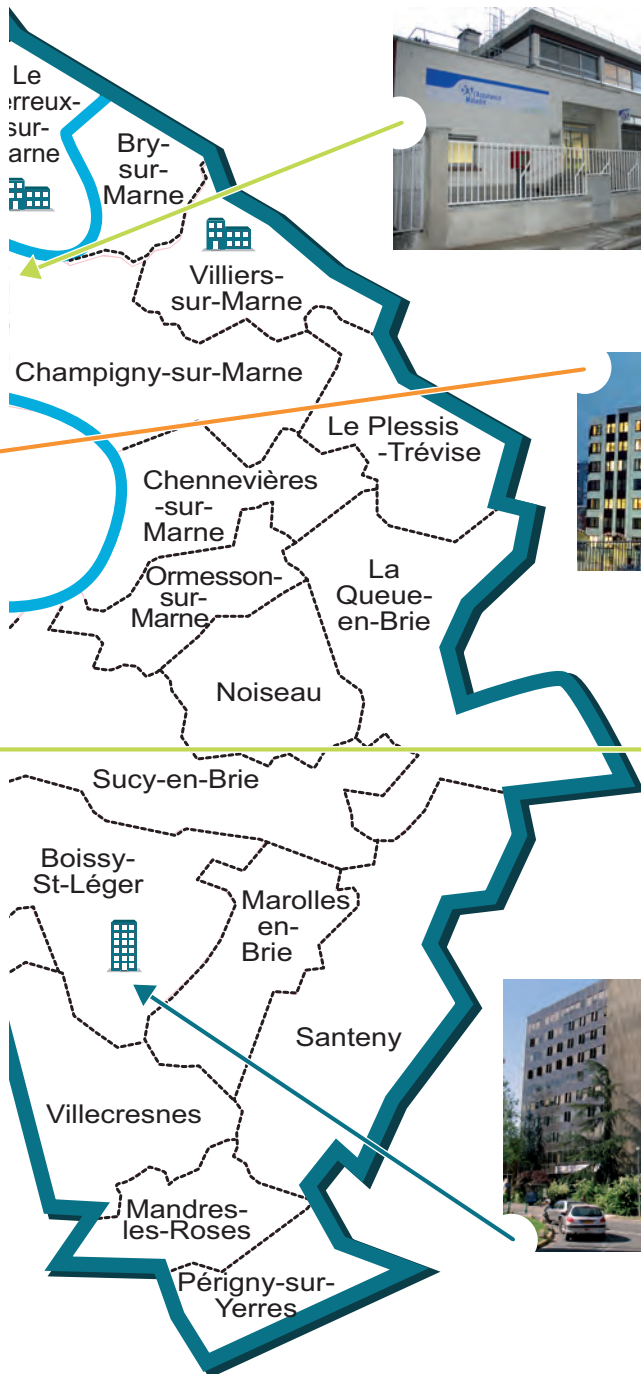 Le
erreux-
sur-
arne
Bry-
sur-
Marne
Assurance
Maladie
Villiers-
sur-Marne
Champigny-sur-Marne
Le Plessis
-Trévise
Chennevières
-sur-
Marne
Ormesson-
sur-
Marne
La
Queue-
en-Brie
Noiseau
Sucy-en-Brie
Boissy-
St-Léger
Marolles
en-
Brie
Santeny
Villecresnes
Mandres-
les-Roses
Périgny-sur-
Yerres